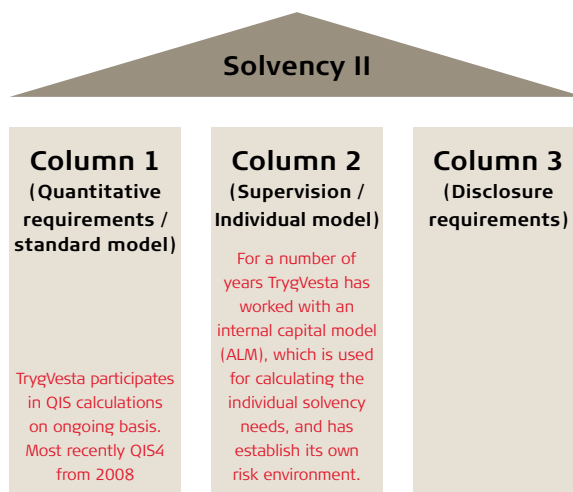 Solvency II
Column 1
(Quantitative
requirements /
standard model)
TrygVesta participates
in QIS calculations
on ongoing basis.
Most recently QIS4
from 2008
Column 2
(Supervision /
Individual model)
For a number of
years TrygVesta has
worked with an
internal capital model
(ALM), which is used
for calculating the
individual solvency
needs, and has
establish its own
risk environment.
Column 3
(Disclosure
requirements)